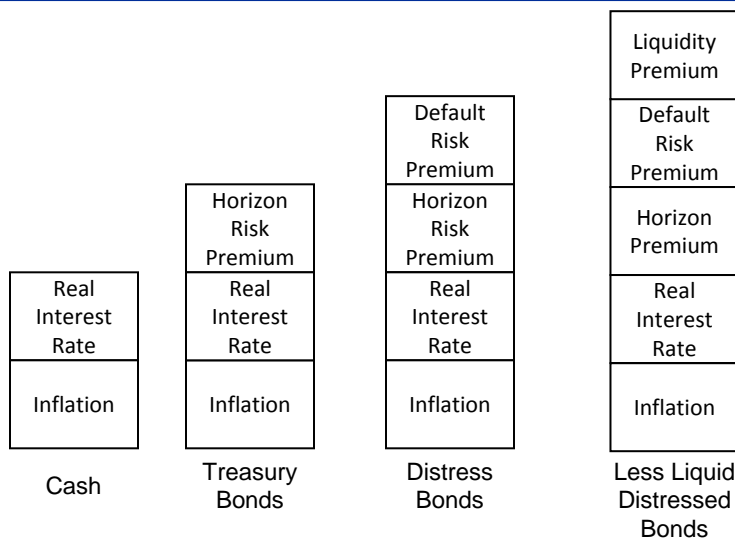 Real
Interest
Rate
Inflation
Cash
Horizon
Risk
Premium
Real
Interest
Rate
Inflation
Treasury
Bonds
Default
Risk
Premium
Horizon
Risk
Premium
Real
Interest
Rate
Inflation
Distress
Bonds
Liquidity
Premium
Default
Risk
Premium
Horizon
Premium
Real
Interest
Rate
Inflation
Less Liquid
Distressed
Bonds